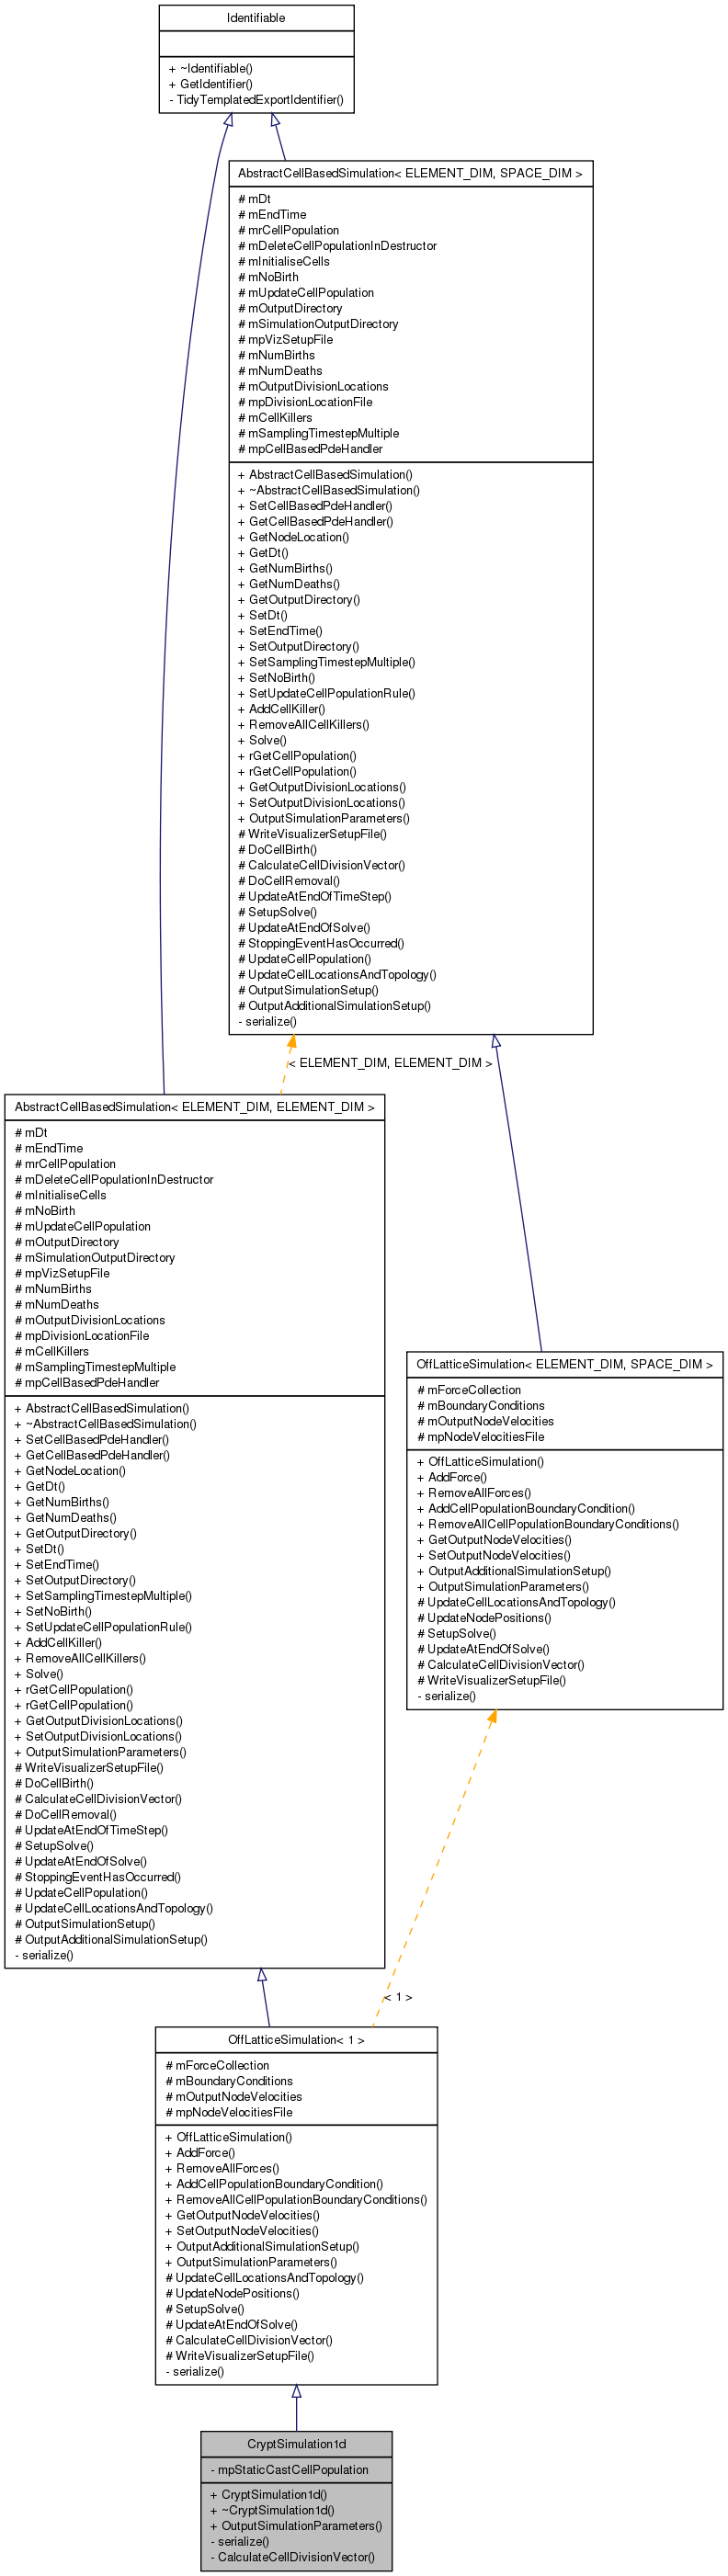 Identifiable
+ ~Identifiable()
+ GetIdentifier()
- TidyTemplatedExportIdentifier()
AbstractCellBasedSimulation< ELEMENT_DIM, SPACE_DIM >
# mDt
# mEndTime
# mrCellPopulation
# mDeleteCellPopulationInDestructor
# mInitialiseCells
# mNoBirth
# mUpdateCellPopulation
# mOutputDirectory
# mSimulationOutputDirectory
# mpVizSetupFile
# mNumBirths
# mNumDeaths
# mOutputDivisionLocations
# mpDivisionLocationFile
# mCellKillers
# mSamplingTimestepMultiple
# mpCellBasedPdeHandler
+ AbstractCellBasedSimulation()
+ ~AbstractCellBasedSimulation()
+ SetCellBasedPdeHandler()
+ GetCellBasedPdeHandler()
+ GetNodeLocation()
+ GetDt()
+ GetNumBirths()
+ GetNumDeaths()
+ GetOutputDirectory()
+ SetDt()
+ SetEndTime()
+ SetOutputDirectory()
+ SetSamplingTimestepMultiple()
+ SetNoBirth()
+ SetUpdateCellPopulationRule()
+ AddCellKiller()
+ RemoveAllCellKillers()
+ Solve()
+ rGetCellPopulation()
+ rGetCellPopulation()
+ GetOutputDivisionLocations()
+ SetOutputDivisionLocations()
+ OutputSimulationParameters()
# WriteVisualizerSetupFile()
# DoCellBirth()
# CalculateCellDivisionVector()
# DoCellRemoval()
# UpdateAtEndOfTimeStep()
# SetupSolve()
# UpdateAtEndOfSolve()
# StoppingEventHasOccurred()
# UpdateCellPopulation()
# UpdateCellLocationsAndTopology()
# OutputSimulationSetup()
# OutputAdditionalSimulationSetup()
- serialize()
< ELEMENT_DIM, ELEMENT_DIM >
AbstractCellBasedSimulation< ELEMENT_DIM, ELEMENT_DIM >
# mDt
# mEndTime
# mrCellPopulation
# mDeleteCellPopulationInDestructor
# mInitialiseCells
# mNoBirth
# mUpdateCellPopulation
# mOutputDirectory
# mSimulationOutputDirectory
# mpVizSetupFile
# mNumBirths
# mNumDeaths
# mOutputDivisionLocations
# mpDivisionLocationFile
# mCellKillers
# mSamplingTimestepMultiple
# mpCellBasedPdeHandler
+ AbstractCellBasedSimulation()
+ ~AbstractCellBasedSimulation()
+ SetCellBasedPdeHandler()
+ GetCellBasedPdeHandler()
+ GetNodeLocation()
+ GetDt()
+ GetNumBirths()
+ GetNumDeaths()
+ GetOutputDirectory()
+ SetDt()
+ SetEndTime()
+ SetOutputDirectory()
+ SetSamplingTimestepMultiple()
+ SetNoBirth()
+ SetUpdateCellPopulationRule()
+ AddCellKiller()
+ RemoveAllCellKillers()
+ Solve()
+ rGetCellPopulation()
+ rGetCellPopulation()
+ GetOutputDivisionLocations()
+ SetOutputDivisionLocations()
+ OutputSimulationParameters()
# WriteVisualizerSetupFile()
# DoCellBirth()
# CalculateCellDivisionVector()
# DoCellRemoval()
# UpdateAtEndOfTimeStep()
# SetupSolve()
# UpdateAtEndOfSolve()
# StoppingEventHasOccurred()
# UpdateCellPopulation()
# UpdateCellLocationsAndTopology()
# OutputSimulationSetup()
# OutputAdditionalSimulationSetup()
- serialize()
OffLatticeSimulation< ELEMENT_DIM, SPACE_DIM >
# mForceCollection
# mBoundaryConditions
# mOutputNodeVelocities
# mpNodeVelocitiesFile
+ OffLatticeSimulation()
+ AddForce()
+ RemoveAllForces()
+ AddCellPopulationBoundaryCondition()
+ RemoveAllCellPopulationBoundaryConditions()
+ GetOutputNodeVelocities()
+ SetOutputNodeVelocities()
+ OutputAdditionalSimulationSetup()
+ OutputSimulationParameters()
# UpdateCellLocationsAndTopology()
# UpdateNodePositions()
# SetupSolve()
# UpdateAtEndOfSolve()
# CalculateCellDivisionVector()
# WriteVisualizerSetupFile()
- serialize()
< 1 >
OffLatticeSimulation< 1 >
# mForceCollection
# mBoundaryConditions
# mOutputNodeVelocities
# mpNodeVelocitiesFile
+ OffLatticeSimulation()
+ AddForce()
+ RemoveAllForces()
+ AddCellPopulationBoundaryCondition()
+ RemoveAllCellPopulationBoundaryConditions()
+ GetOutputNodeVelocities()
+ SetOutputNodeVelocities()
+ OutputAdditionalSimulationSetup()
+ OutputSimulationParameters()
# UpdateCellLocationsAndTopology()
# UpdateNodePositions()
# SetupSolve()
# UpdateAtEndOfSolve()
# CalculateCellDivisionVector()
# WriteVisualizerSetupFile()
- serialize()
CryptSimulation1d
- mpStaticCastCellPopulation
+ CryptSimulation1d()
+ ~CryptSimulation1d()
+ OutputSimulationParameters()
- serialize()
- CalculateCellDivisionVector()